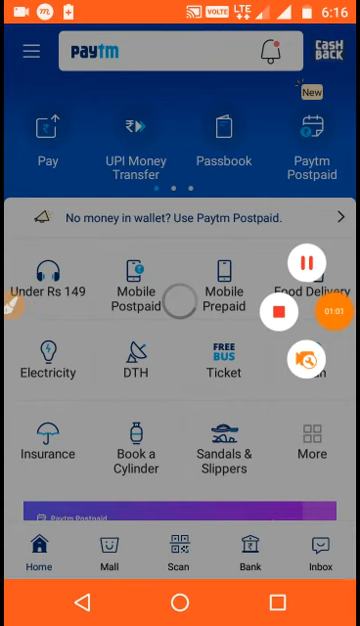 VOLTE LTE 6:16
paytm CASH BACK
New
Pay UPI Money Transfer Passbook Paytm Postpaid
No money in wallet? Use Paytm Postpaid.
Under Rs 149 Mobile Postpaid Mobile Prepaid Food Delivery
01:01
FREE BUS
Electricity DTH Ticket
Insurance Book a Cylinder Sandals & Slippers More
Paytm Postpaid
Home Mall Scan Bank Inbox